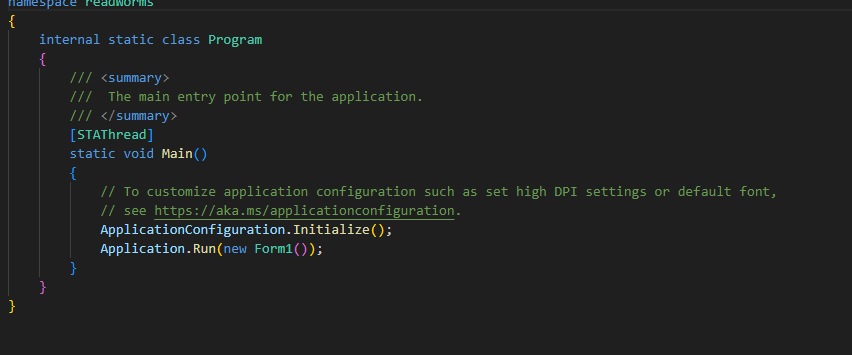 namespace readWorms
{
internal static class Program
{
/// <summary>
///  The main entry point for the application.
/// </summary>
[STAThread]
static void Main()
{
// To customize application configuration such as set high DPI settings or default font,
// see https://aka.ms/applicationconfiguration.
ApplicationConfiguration.Initialize();
Application.Run(new Form1());
}
}
}